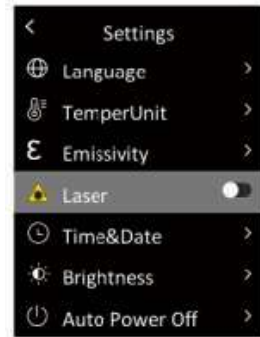 Settings
Language
TemperUnit
Emissivity
Laser
Time&Date
Brightness
Auto Power Off